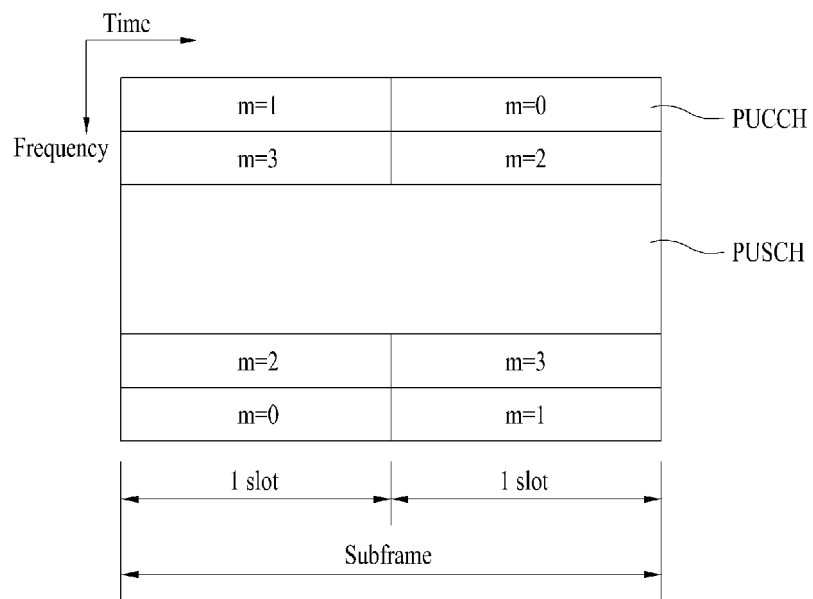 Time
Frequency
m=1 m=0
PUCCH
m=3 m=2
PUSCH
m=2 m=3
m=0 m=1
1 slot 1 slot
Subframe